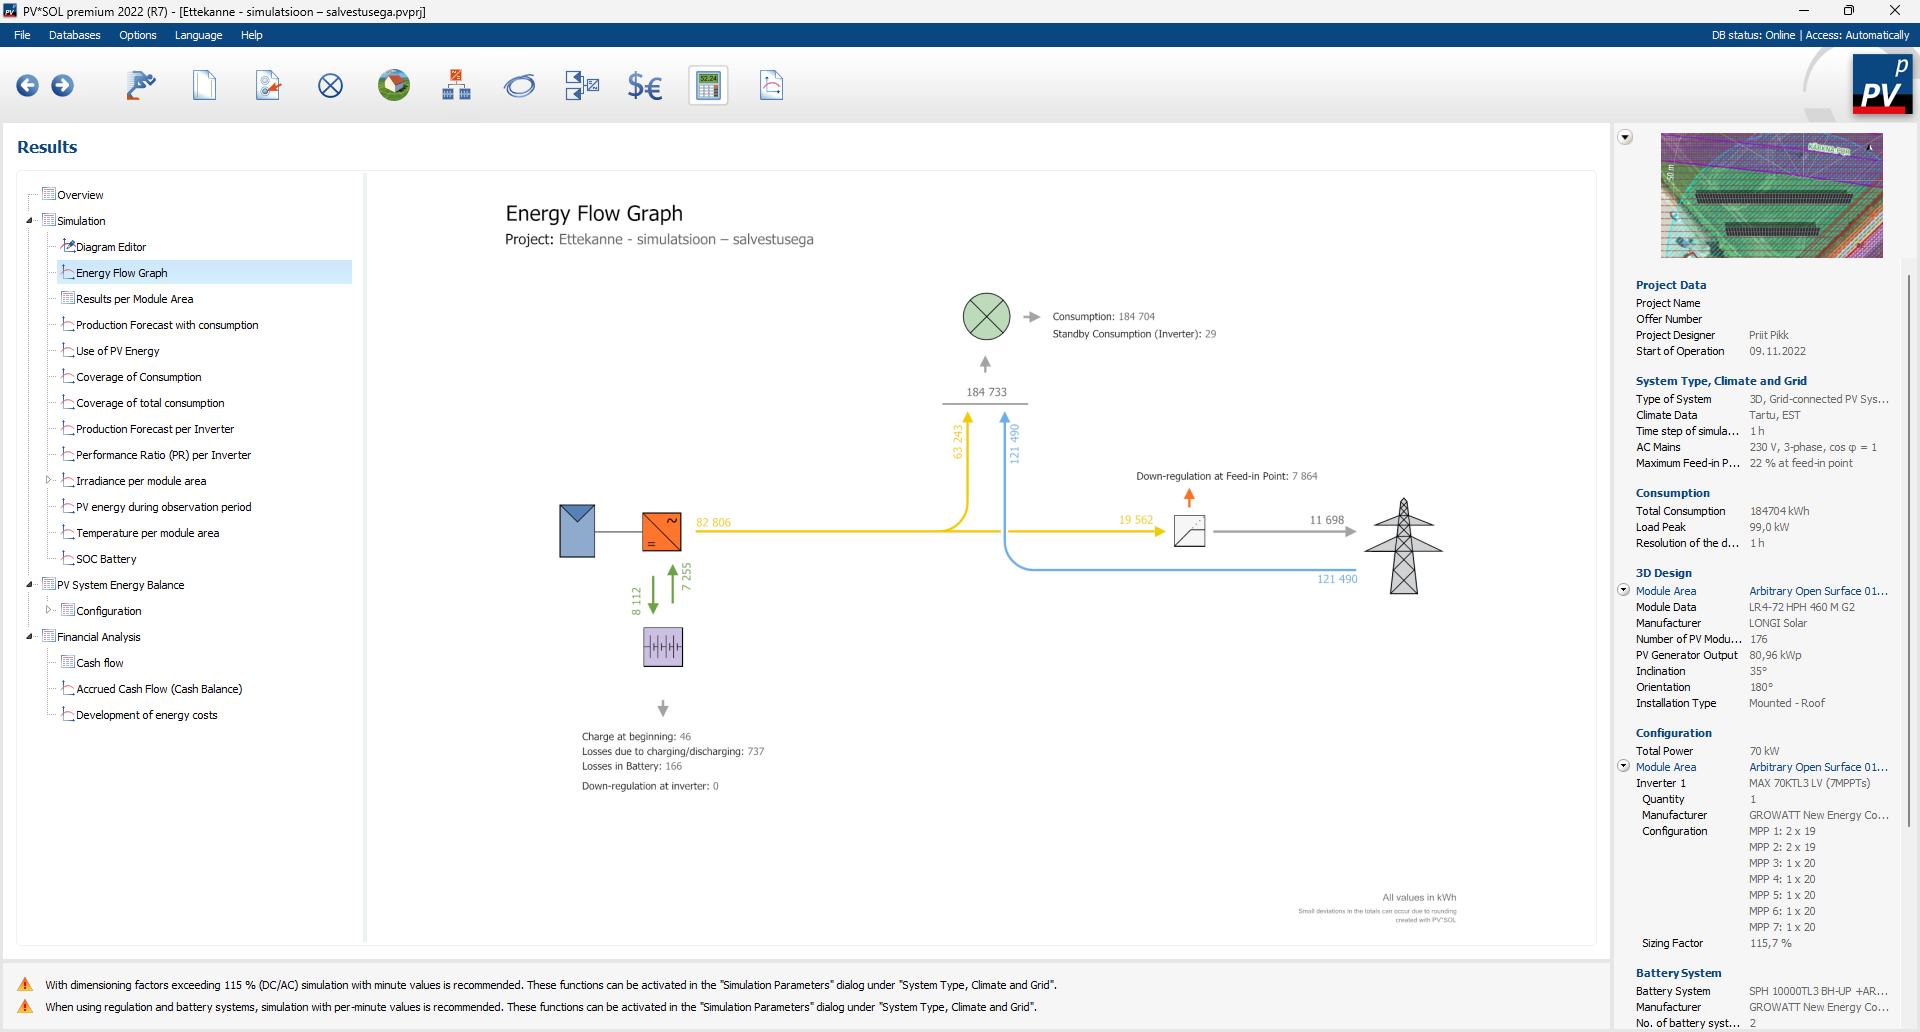 PV*SOL premium 2022 (R7) - [Ettekanne - simulatsioon – salvestusega.pvprj]
File Databases Options Language Help
DB status: Online | Access: Automatically
52.24
$€
p
PV
Results
Overview
Simulation
Diagram Editor
Energy Flow Graph
Results per Module Area
Production Forecast with consumption
Use of PV Energy
Coverage of Consumption
Coverage of total consumption
Production Forecast per Inverter
Performance Ratio (PR) per Inverter
Irradiance per module area
PV energy during observation period
Temperature per module area
SOC Battery
PV System Energy Balance
Configuration
Financial Analysis
Cash flow
Accrued Cash Flow (Cash Balance)
Development of energy costs
Energy Flow Graph
Project: Ettekanne - simulatsioon – salvestusega
Consumption: 184 704
Standby Consumption (Inverter): 29
184 733
63 243
121 490
Down-regulation at Feed-in Point: 7 864
82 806
19 562
11 698
121 490
8 112
7 255
Charge at beginning: 46
Losses due to charging/discharging: 737
Losses in Battery: 166
Down-regulation at inverter: 0
All values in kWh
Small deviations in the totals can occur due to rounding
created with PV*SOL
50 m
Project Data
Project Name
Offer Number
Project Designer Priit Pikk
Start of Operation 09.11.2022
System Type, Climate and Grid
Type of System 3D, Grid-connected PV Sys...
Climate Data Tartu, EST
Time step of simula... 1 h
AC Mains 230 V, 3-phase, cos φ = 1
Maximum Feed-in P... 22 % at feed-in point
Consumption
Total Consumption 184704 kWh
Load Peak 99,0 kW
Resolution of the d... 1 h
3D Design
Module Area Arbitrary Open Surface 01...
Module Data LR4-72 HPH 460 M G2
Manufacturer LONGI Solar
Number of PV Modu... 176
PV Generator Output 80,96 kWp
Inclination 35°
Orientation 180°
Installation Type Mounted - Roof
Configuration
Total Power 70 kW
Module Area Arbitrary Open Surface 01...
Inverter 1 MAX 70KTL3 LV (7MPPTs)
Quantity 1
Manufacturer GROWATT New Energy Co...
Configuration MPP 1: 2 x 19
MPP 2: 2 x 19
MPP 3: 1 x 20
MPP 4: 1 x 20
MPP 5: 1 x 20
MPP 6: 1 x 20
MPP 7: 1 x 20
Sizing Factor 115,7 %
Battery System
Battery System SPH 10000TL3 BH-UP +AR...
Manufacturer GROWATT New Energy Co...
No. of battery syst... 2
With dimensioning factors exceeding 115 % (DC/AC) simulation with minute values is recommended. These functions can be activated in the "Simulation Parameters" dialog under "System Type, Climate and Grid".
When using regulation and battery systems, simulation with per-minute values is recommended. These functions can be activated in the "Simulation Parameters" dialog under "System Type, Climate and Grid".